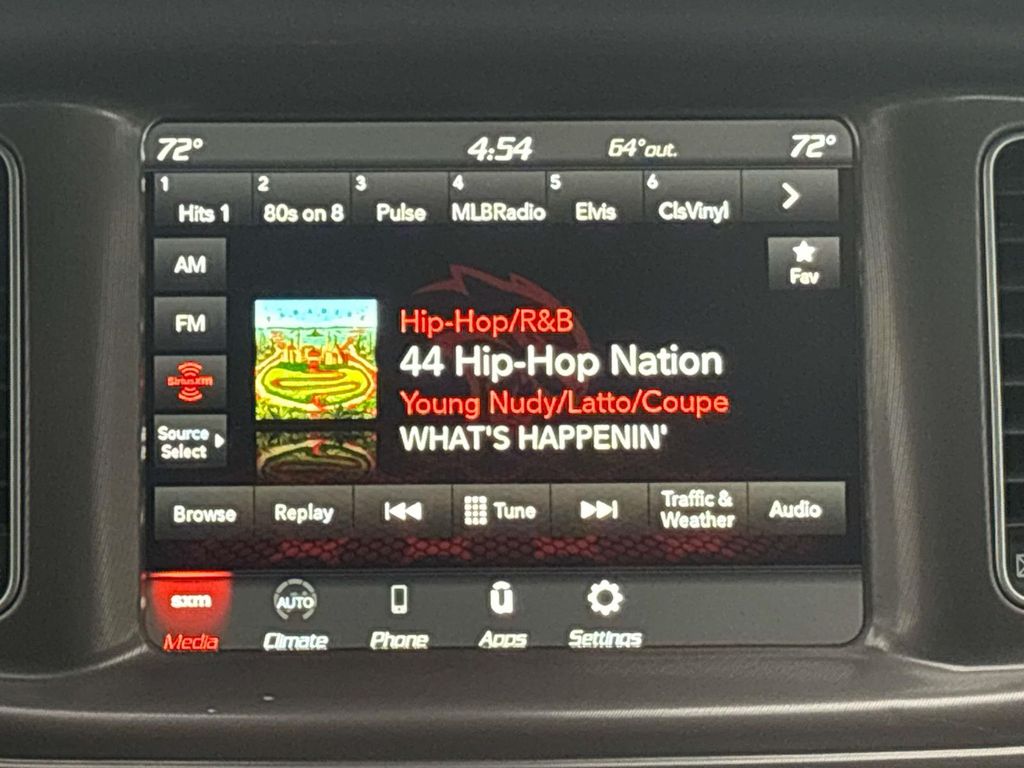 72° 4:54 64°out. 72°
1 2 3 4 5 6
Hits 1 80s on 8 Pulse MLBRadio Elvis ClsVinyl
AM
Fav
FM
Hip-Hop/R&B
44 Hip-Hop Nation
SiriusXM
Young Nudy/Latto/Coupe
WHAT'S HAPPENIN'
Source
Select
Browse Replay Tune Traffic & Audio
Weather
sxm AUTO ū
Media Climate Phone Apps Settings